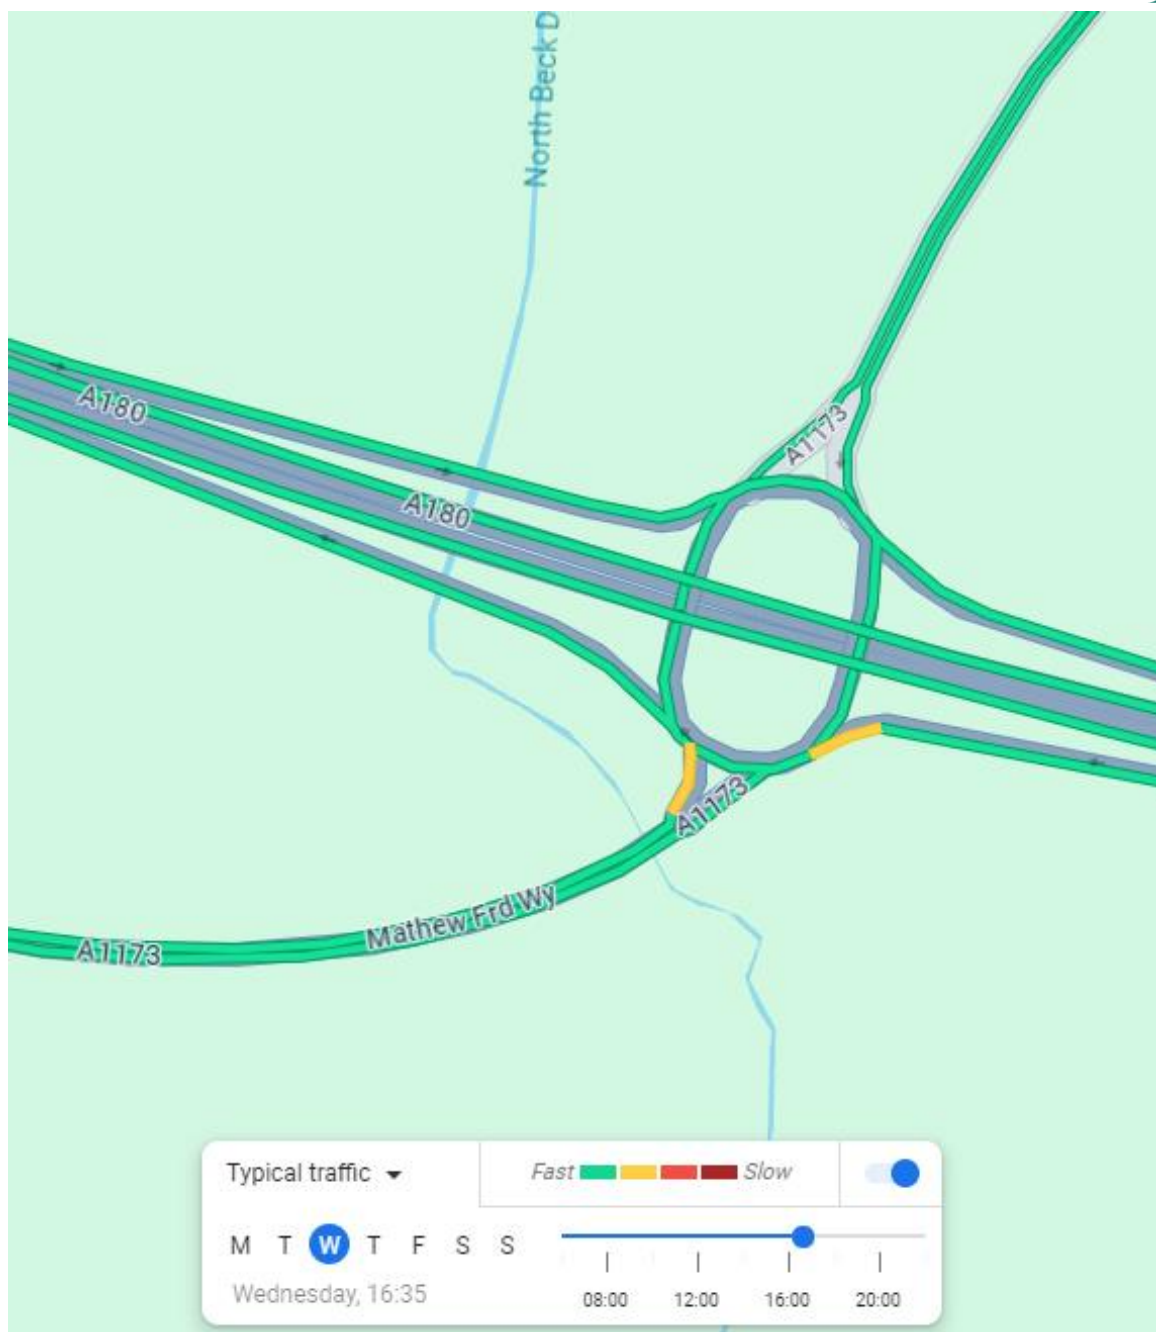 North Beck D
A1173
A180
A180
A1173
Mathew Frd Wy
A1173
Typical traffic
Fast
Slow
M T W T F S S
Wednesday, 16:35
08:00 12:00 16:00 20:00